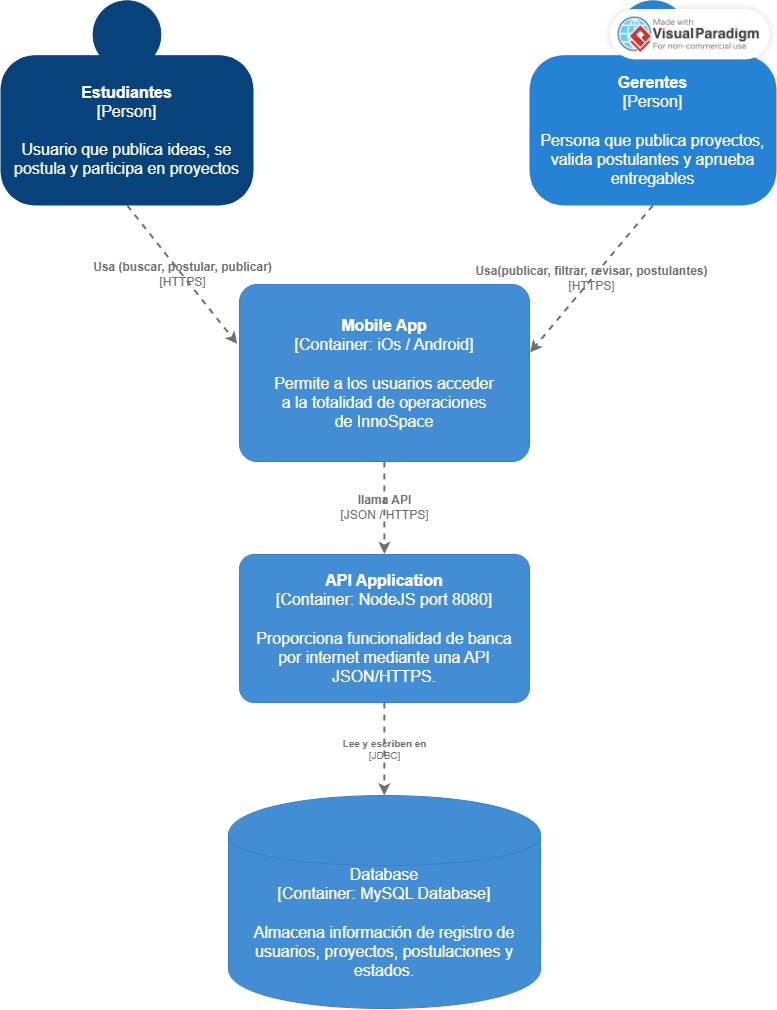 Made with
VisualParadigm
For non-commercial use
Estudiantes
[Person]
Usuario que publica ideas, se
postula y participa en proyectos
Gerentes
[Person]
Persona que publica proyectos,
valida postulantes y aprueba
entregables
Usa (buscar, postular, publicar)
[HTTPS]
Usa(publicar, filtrar, revisar, postulantes)
[HTTPS]
Mobile App
[Container: iOs / Android]
Permite a los usuarios acceder
a la totalidad de operaciones
de InnoSpace
llama API
[JSON / HTTPS]
API Application
[Container: NodeJS port 8080]
Proporciona funcionalidad de banca
por internet mediante una API
JSON/HTTPS.
Lee y escriben en
[JDBC]
Database
[Container: MySQL Database]
Almacena información de registro de
usuarios, proyectos, postulaciones y
estados.